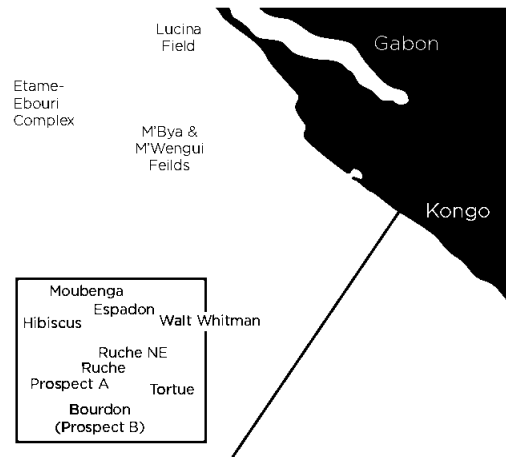 Lucina
Field
Gabon
Etame-
Ebouri
Complex
M'Bya &
M'Wengui
Feilds
Kongo
Moubenga
Espadon
Hibiscus
Walt Whitman
Ruche NE
Ruche
Prospect A
Tortue
Bourdon
(Prospect B)